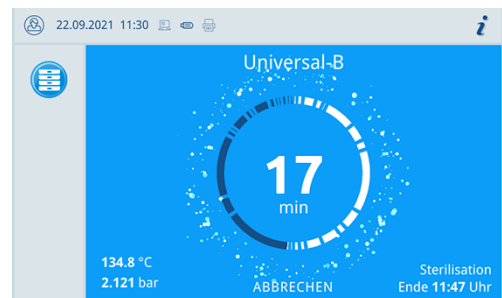 22.09.2021 11:30
i
Universal-B
17
min
134.8 °C
2.121 bar
ABBRECHEN
Sterilisation
Ende 11:47 Uhr